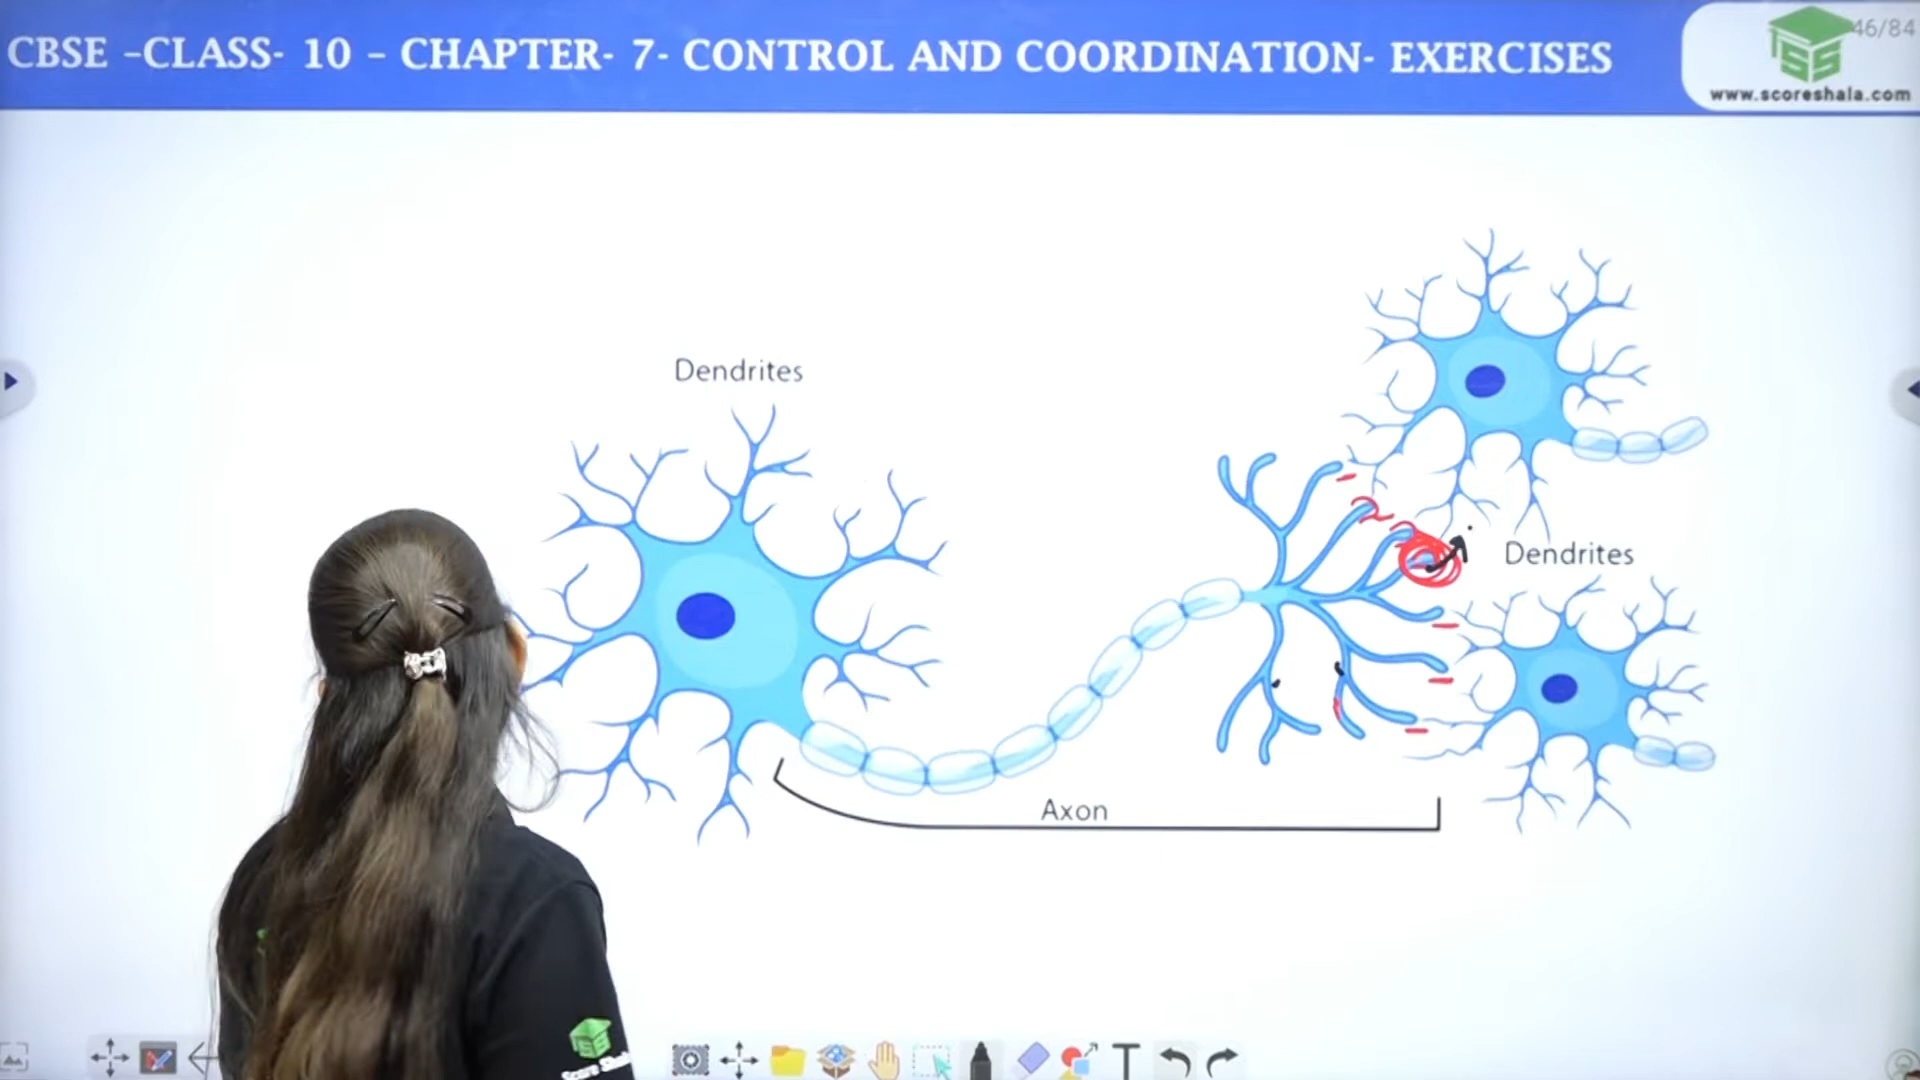 CBSE –CLASS- 10 – CHAPTER- 7- CONTROL AND COORDINATION- EXERCISES
46/84
www.scoreshala.com
Dendrites
Dendrites
Axon